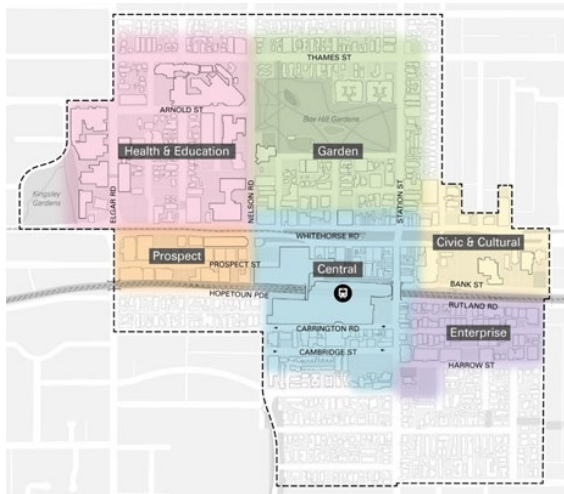 THAMES ST
ARNOLD ST
Box Hill Gardens
Health & Education
Garden
Kingsley
Gardens
ELGAR RD
NELSON RD
STATION ST
WHITEHORSE RD
Civic & Cultural
Prospect
PROSPECT ST
Central
BANK ST
HOPETOUN PDE
RUTLAND RD
CARRINGTON RD
Enterprise
CAMBRIDGE ST
HARROW ST